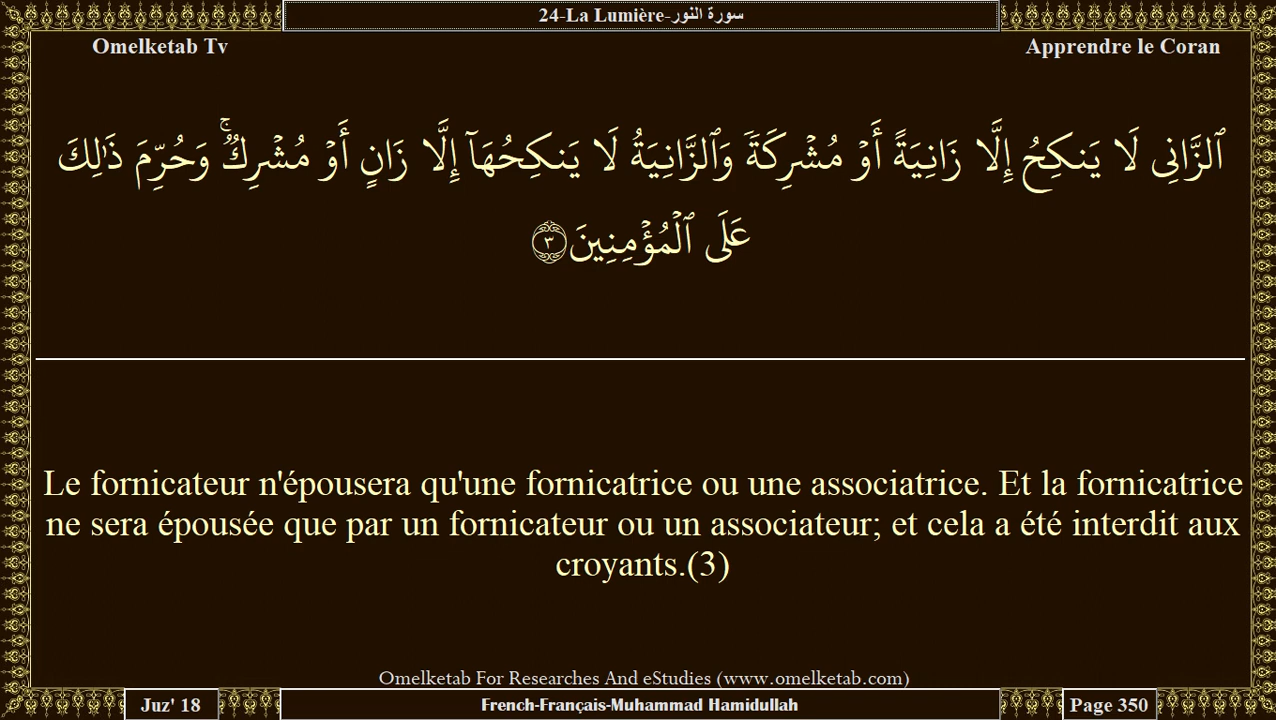 24-La Lumière-سورة النور
Omelketab Tv
Apprendre le Coran
ٱلزَّانِى لَا يَنكِحُ إِلَّا زَانِيَةً أَوْ مُشْرِكَةً وَٱلزَّانِيَةُ لَا يَنكِحُهَآ إِلَّا زَانٍ أَوْ مُشْرِكٌ ۚ وَحُرِّمَ ذَٰلِكَ
عَلَى ٱلْمُؤْمِنِينَ ٣
Le fornicateur n'épousera qu'une fornicatrice ou une associatrice. Et la fornicatrice
ne sera épousée que par un fornicateur ou un associateur; et cela a été interdit aux
croyants.(3)
Omelketab For Researches And eStudies (www.omelketab.com)
Juz' 18
French-Français-Muhammad Hamidullah
Page 350